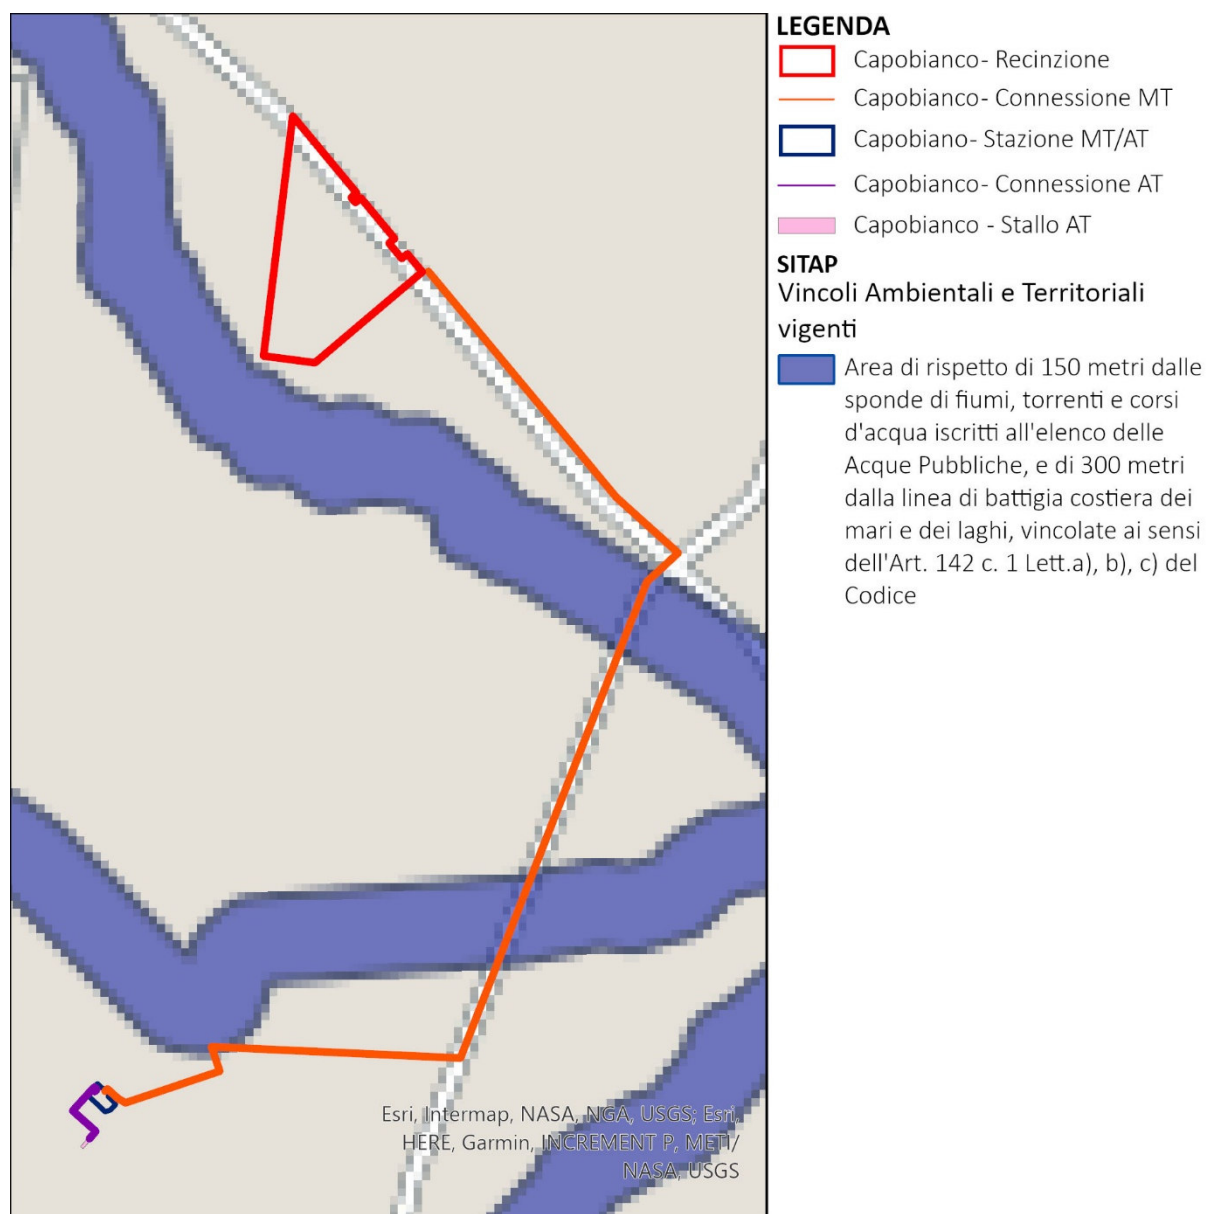 LEGENDA
Capobianco- Recinzione
Capobianco- Connessione MT
Capobiano- Stazione MT/AT
Capobianco- Connessione AT
Capobianco - Stallo AT
SITAP
Vincoli Ambientali e Territoriali
vigenti
Area di rispetto di 150 metri dalle
sponde di fiumi, torrenti e corsi
d'acqua iscritti all'elenco delle
Acque Pubbliche, e di 300 metri
dalla linea di battigia costiera dei
mari e dei laghi, vincolate ai sensi
dell'Art. 142 c. 1 Lett.a), b), c) del
Codice
Esri, Intermap, NASA, NGA, USGS; Esri,
HERE, Garmin, INCREMENT P, METI/
NASA, USGS